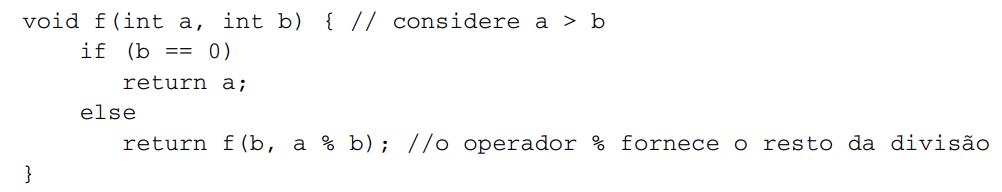 void f(int a, int b) { // considere a > b
    if (b == 0)
       return a;
    else
       return f(b, a % b); //o operador % fornece o resto da divisão
}